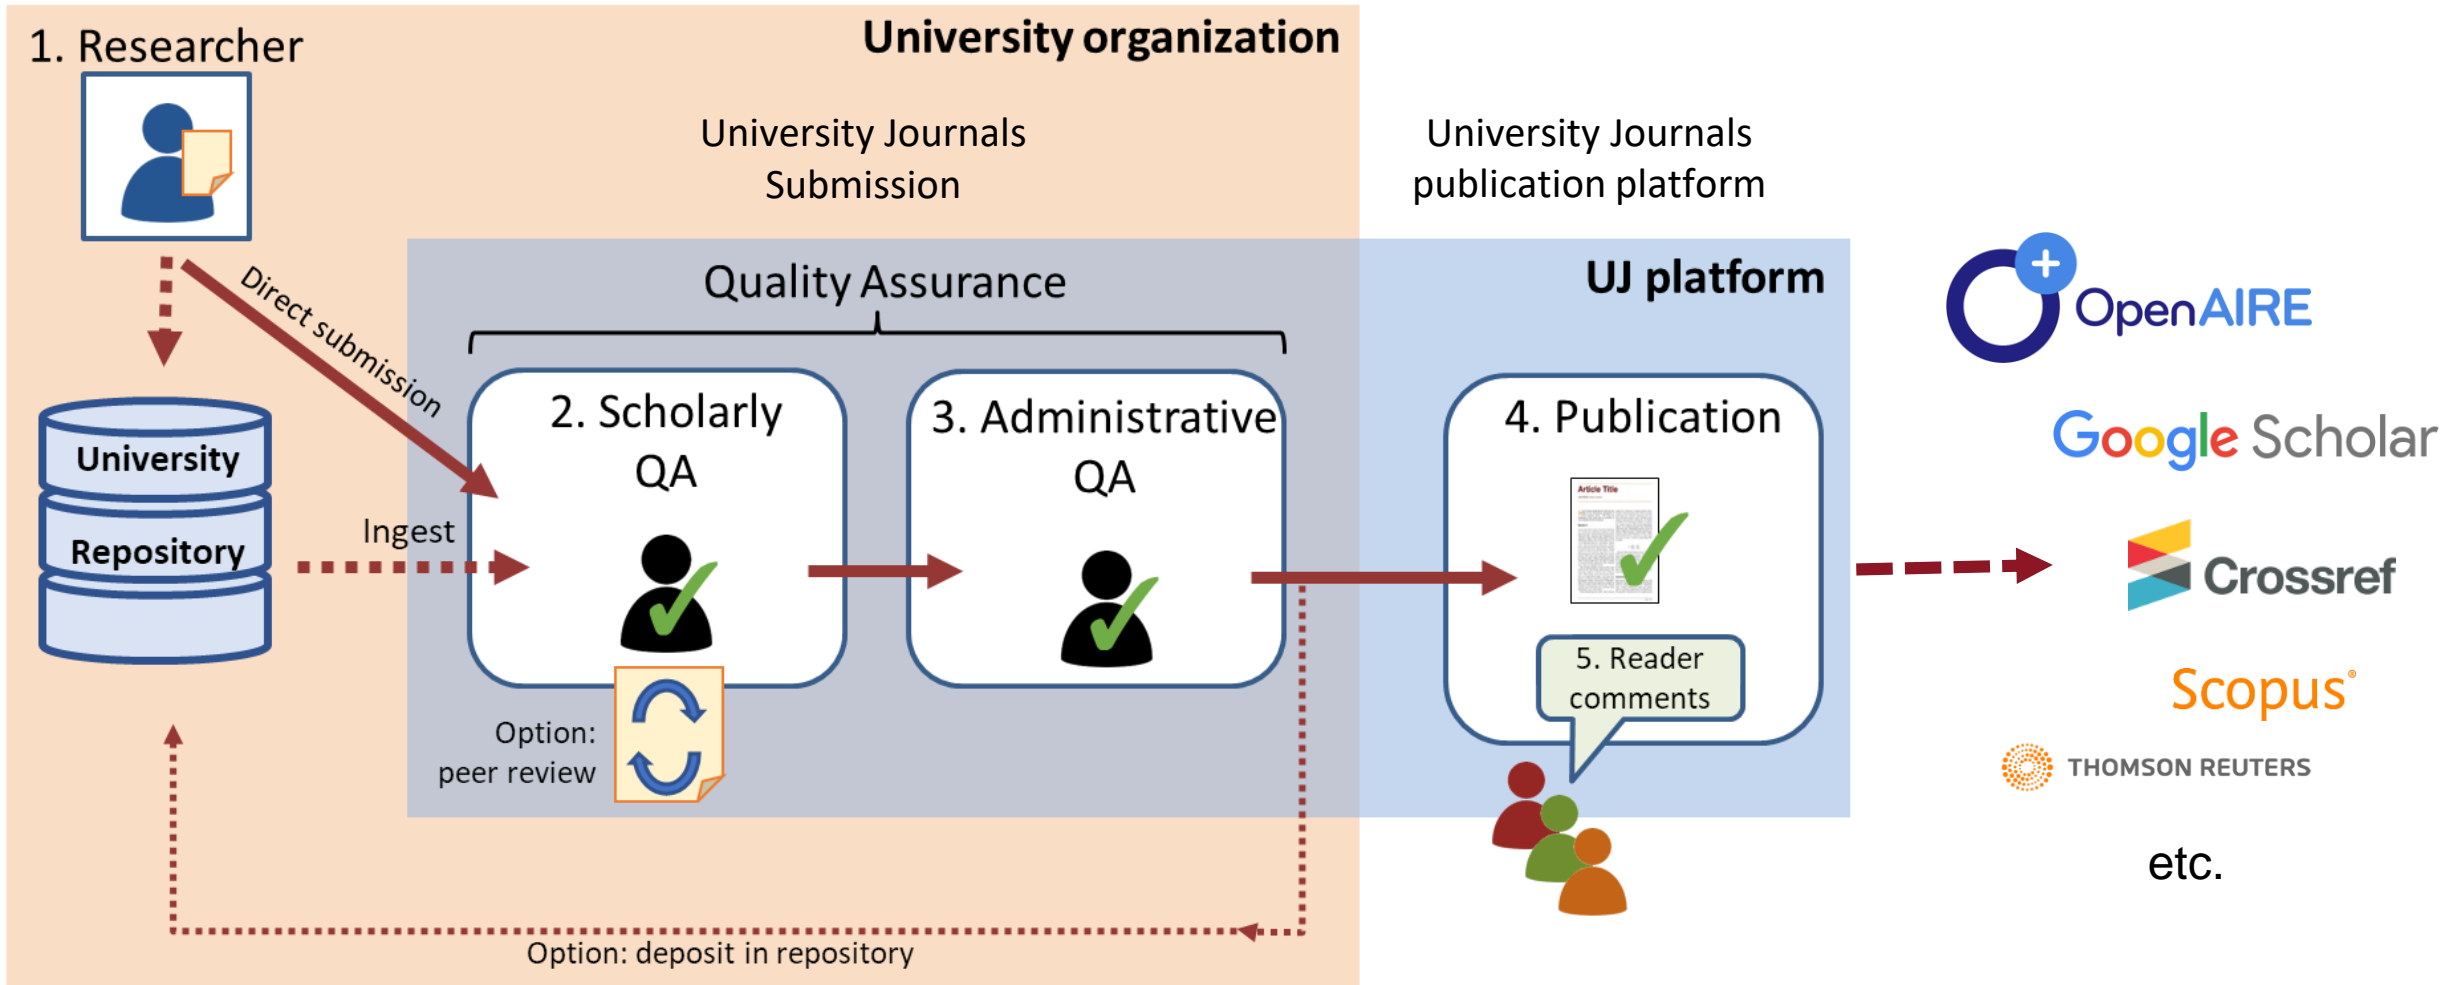 1. Researcher
University organization
University Journals
Submission
University Journals
publication platform
Direct submission
Quality Assurance
UJ platform
University
Repository
Ingest
2. Scholarly
QA
3. Administrative
QA
4. Publication
Article Title
5. Reader
comments
Option:
peer review
Option: deposit in repository
OpenAIRE
Google Scholar
Crossref
Scopus®
THOMSON REUTERS
etc.